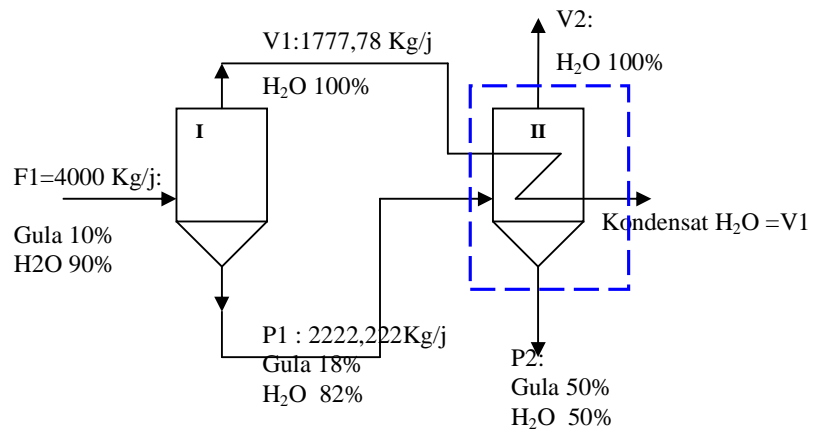 V1:1777,78 Kg/j
H₂O 100%
V2:
H₂O 100%
I
II
F1=4000 Kg/j:
Gula 10%
H2O 90%
Kondensat H₂O =V1
P1 : 2222,222Kg/j
Gula 18%
H₂O 82%
P2:
Gula 50%
H₂O 50%